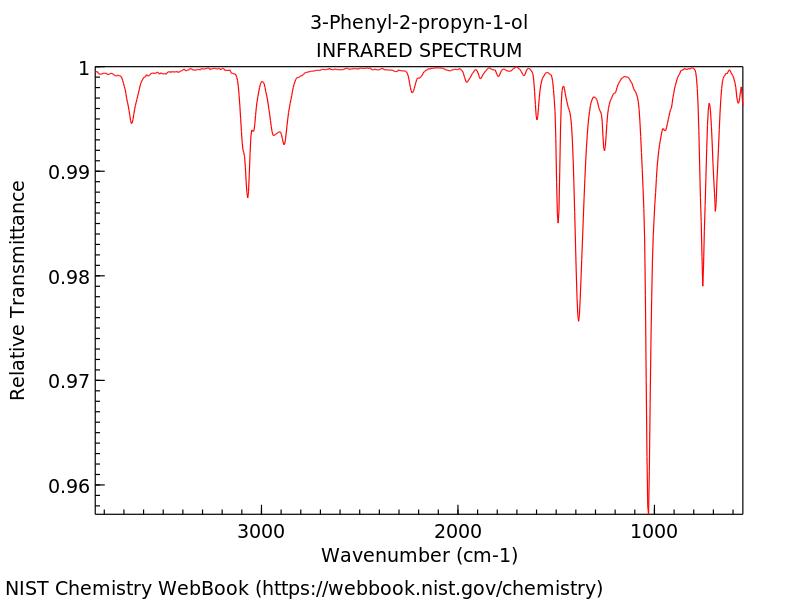 3-Phenyl-2-propyn-1-ol
INFRARED SPECTRUM
1
0.99
0.98
0.97
0.96
Relative Transmittance
3000 2000 1000
Wavenumber (cm-1)
NIST Chemistry WebBook (https://webbook.nist.gov/chemistry)